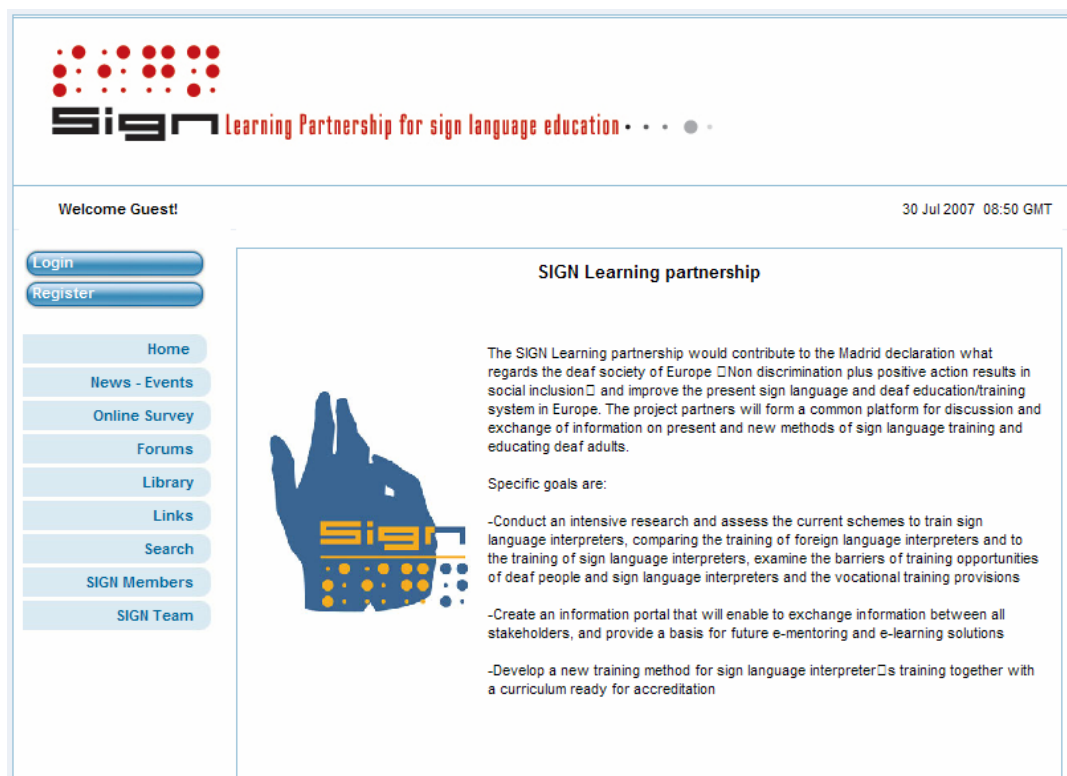 Sign Learning Partnership for sign language education
Welcome Guest!
30 Jul 2007 08:50 GMT
Login
Register
Home
News - Events
Online Survey
Forums
Library
Links
Search
SIGN Members
SIGN Team
SIGN Learning partnership
The SIGN Learning partnership would contribute to the Madrid declaration what
regards the deaf society of Europe □Non discrimination plus positive action results in
social inclusion□ and improve the present sign language and deaf education/training
system in Europe. The project partners will form a common platform for discussion and
exchange of information on present and new methods of sign language training and
educating deaf adults.
Specific goals are:
-Conduct an intensive research and assess the current schemes to train sign
language interpreters, comparing the training of foreign language interpreters and to
the training of sign language interpreters, examine the barriers of training opportunities
of deaf people and sign language interpreters and the vocational training provisions
-Create an information portal that will enable to exchange information between all
stakeholders, and provide a basis for future e-mentoring and e-learning solutions
-Develop a new training method for sign language interpreter□s training together with
a curriculum ready for accreditation
Sign